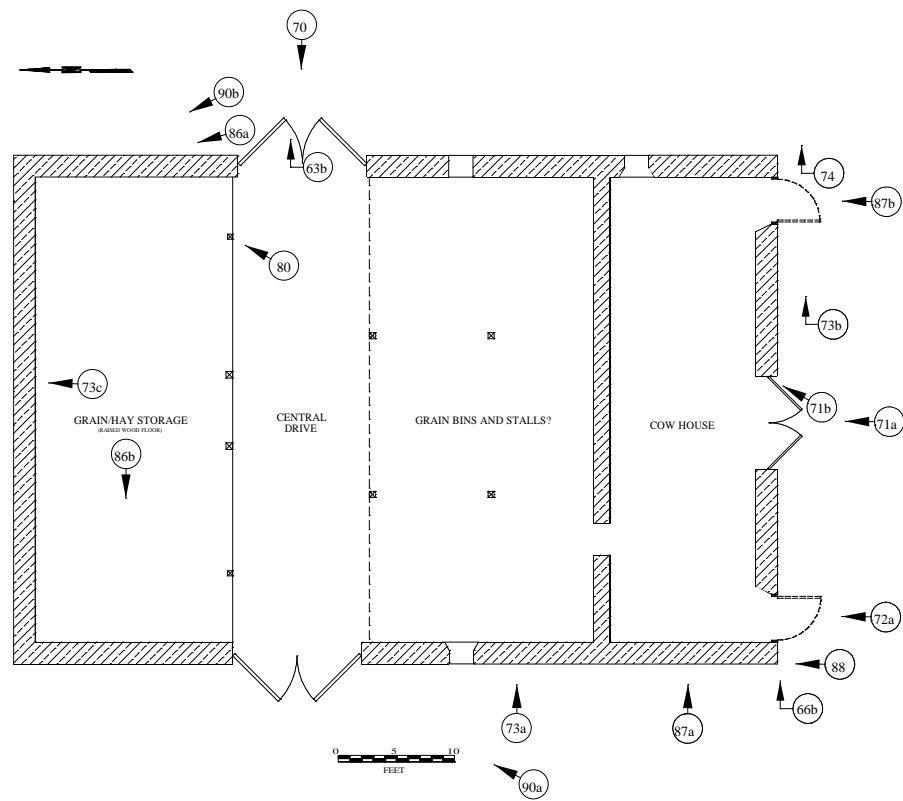 70
90b
86a
63b
74
87b
80
73b
73c
71b
GRAIN/HAY STORAGE
(RAISED WOOD FLOOR)
CENTRAL
DRIVE
GRAIN BINS AND STALLS?
COW HOUSE
71a
86b
72a
88
66b
73a
87a
0 5 10
FEET
90a